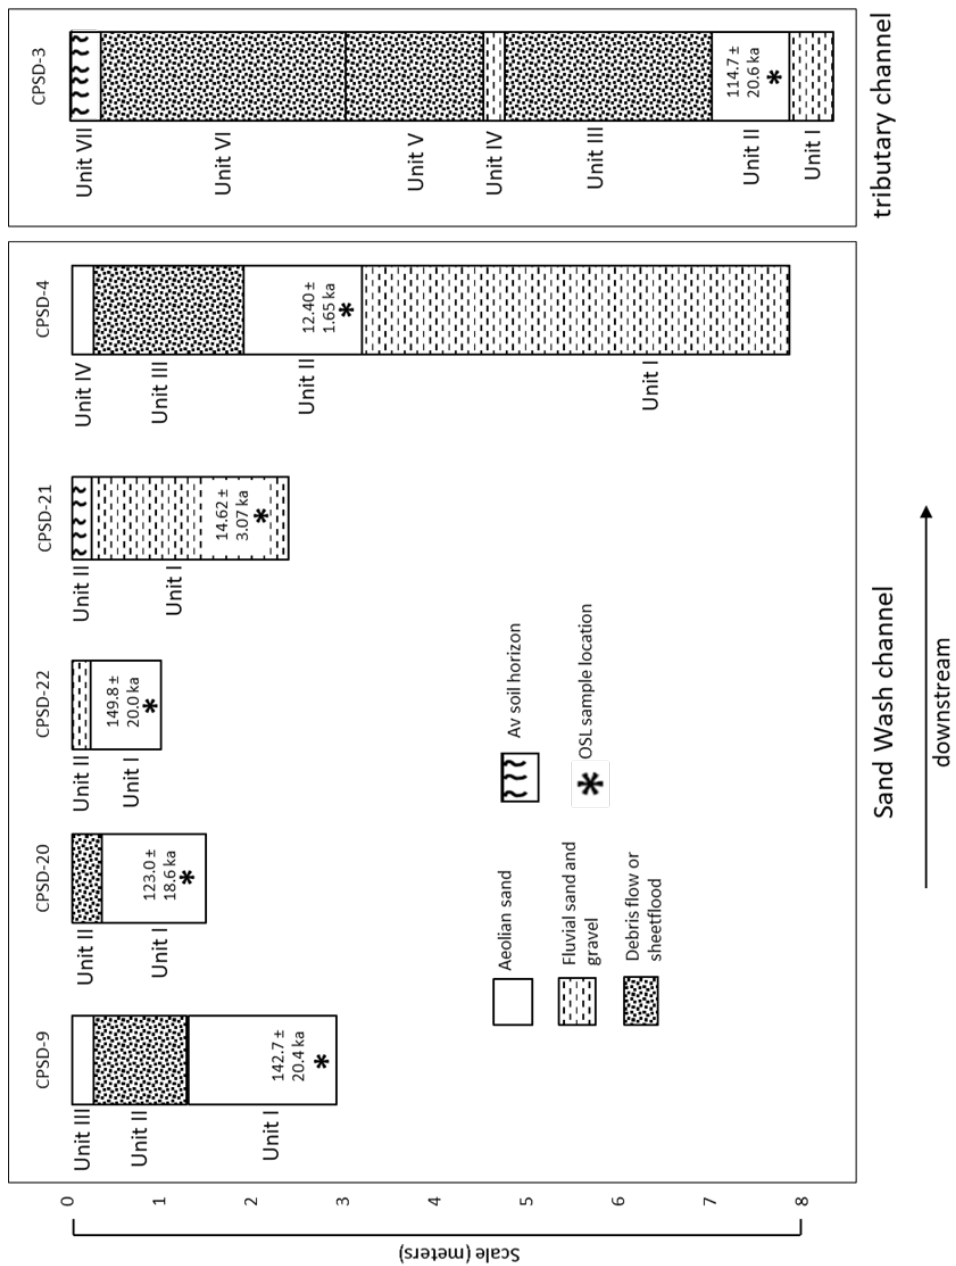 CPSD-9
CPSD-20
CPSD-22
CPSD-21
CPSD-4
CPSD-3
0
1
2
3
4
5
6
7
8
Scale (meters)
Unit III
Unit II
Unit I
142.7 ±
20.4 ka
*
Unit II
Unit I
123.0 ±
18.6 ka
*
Unit II
Unit I
149.8 ±
20.0 ka
*
Unit II
Unit I
14.62 ±
3.07 ka
*
Unit IV
Unit III
Unit II
Unit I
12.40 ±
1.65 ka
*
Unit VII
Unit VI
Unit V
Unit IV
Unit III
Unit II
Unit I
114.7 ±
20.6 ka
*
Aeolian sand
Fluvial sand and
gravel
Debris flow or
sheetflood
Av soil horizon
* OSL sample location
Sand Wash channel
tributary channel
downstream